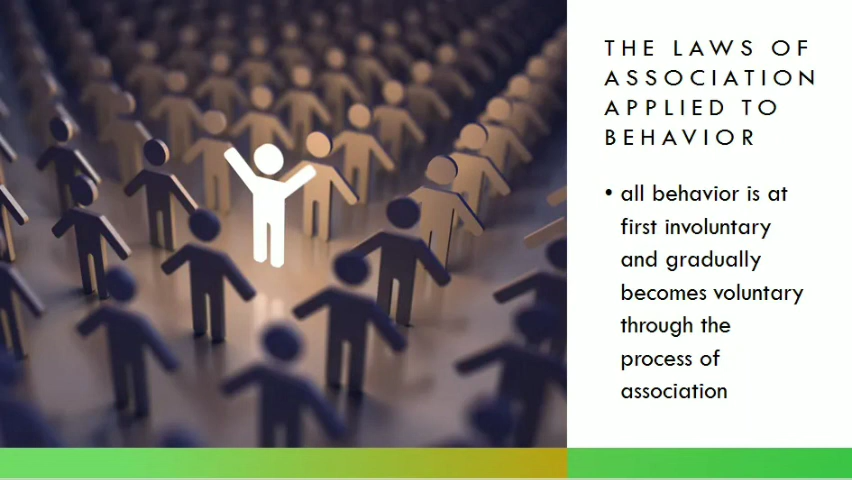 THE LAWS OF
ASSOCIATION
APPLIED TO
BEHAVIOR
• all behavior is at
first involuntary
and gradually
becomes voluntary
through the
process of
association